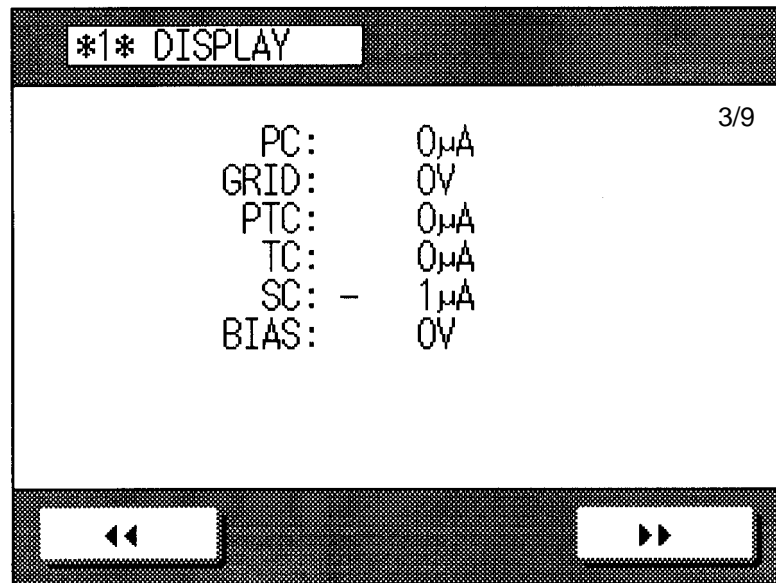 *1* DISPLAY
3/9
PC: 0µA
GRID: 0V
PTC: 0µA
TC: 0µA
SC: - 1µA
BIAS: 0V